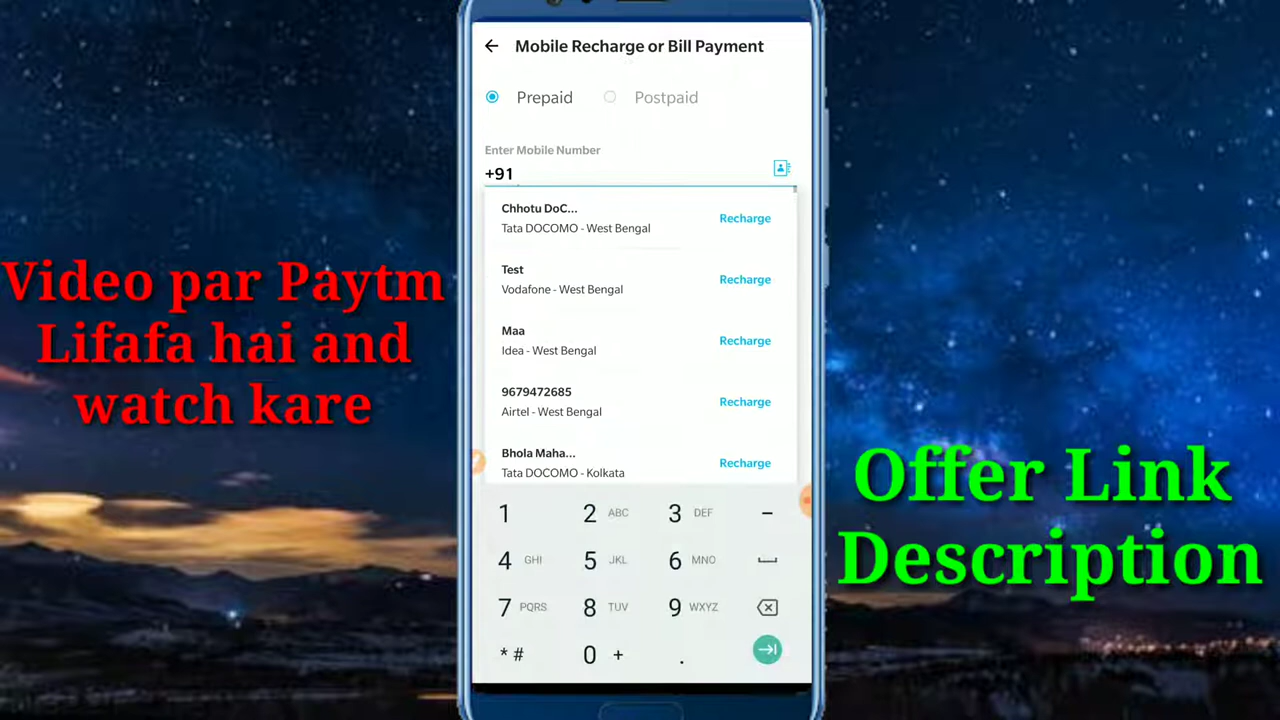 Mobile Recharge or Bill Payment
Prepaid
Postpaid
Enter Mobile Number
+91
Chhotu DoC...
Recharge
Tata DOCOMO - West Bengal
Test
Recharge
Vodafone - West Bengal
Maa
Recharge
Idea - West Bengal
9679472685
Recharge
Airtel - West Bengal
Bhola Maha...
Recharge
Tata DOCOMO - Kolkata
1 2 ABC 3 DEF –
4 GHI 5 JKL 6 MNO
7 PQRS 8 TUV 9 WXYZ
* # 0 + .
Video par Paytm
Lifafa hai and
watch kare
Offer Link
Description